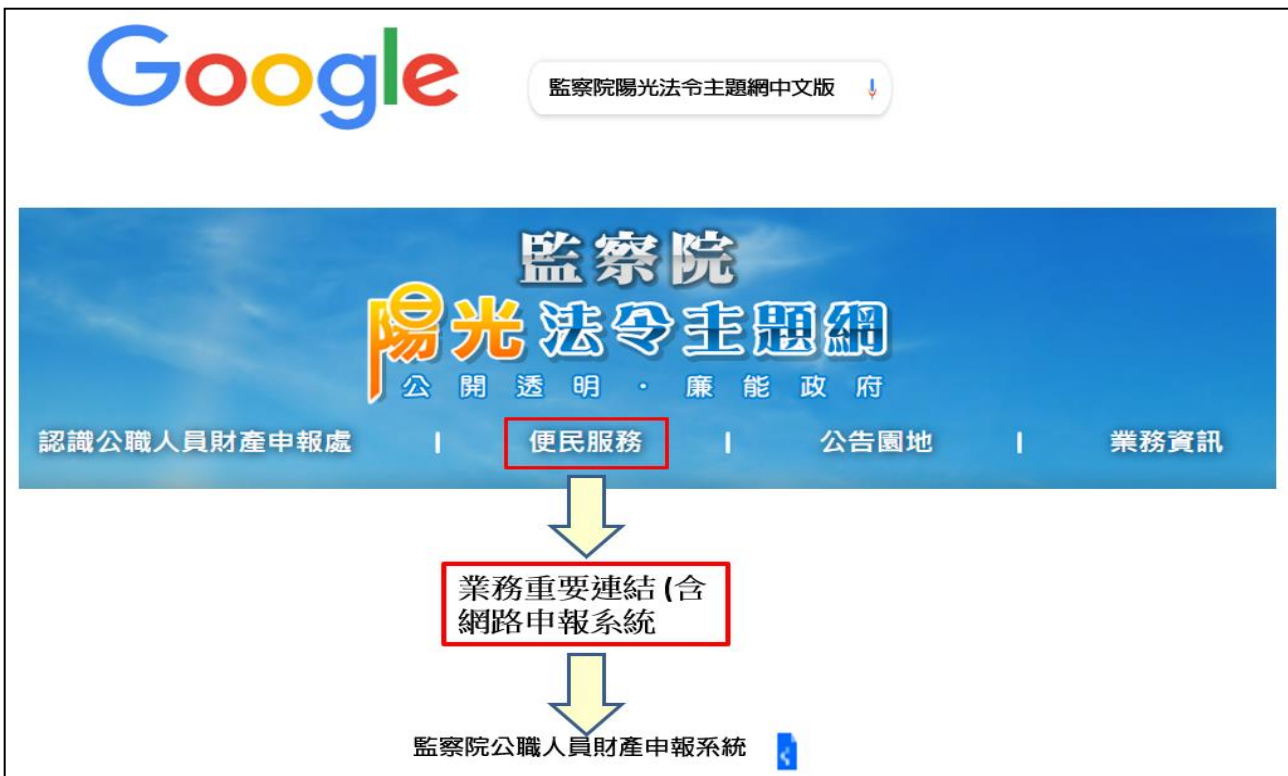 Google
監察院陽光法令主題網中文版
監察院
陽光法令主題網
公開透明・廉能政府
認識公職人員財產申報處 | 便民服務 | 公告園地 | 業務資訊
業務重要連結(含
網路申報系統
監察院公職人員財產申報系統